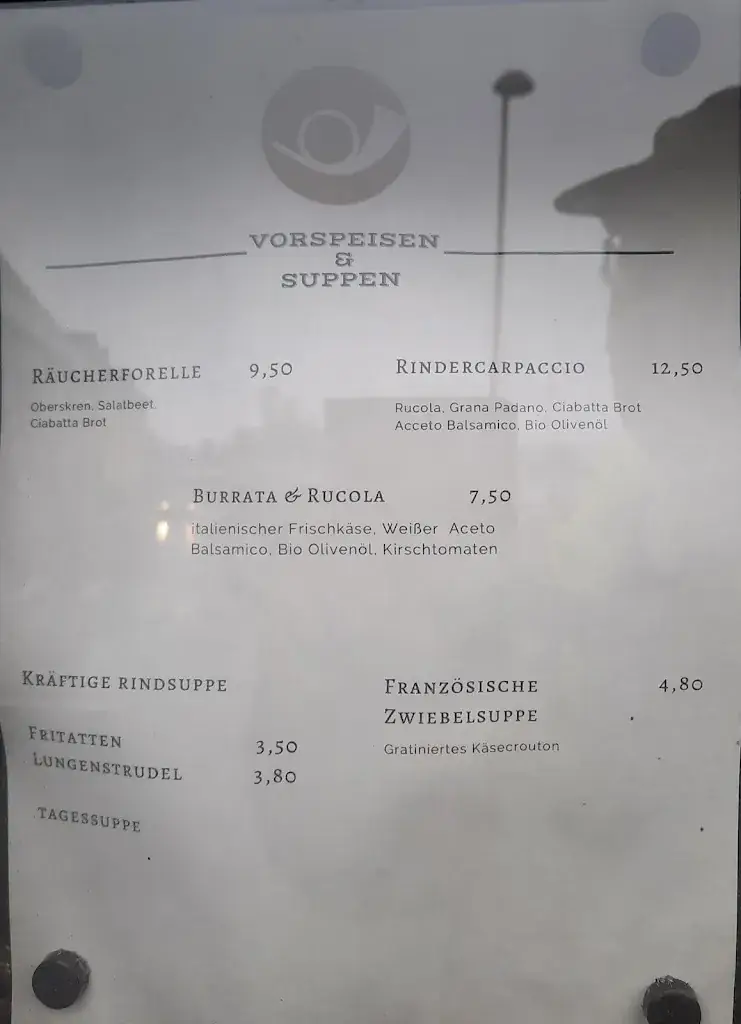 VORSPEISEN
&
SUPPEN
RÄUCHERFORELLE 9,50
Oberskren, Salatbeet,
Ciabatta Brot
RINDERCARPACCIO 12,50
Rucola, Grana Padano, Ciabatta Brot
Acceto Balsamico, Bio Olivenöl
BURRATA & RUCOLA 7,50
italienischer Frischkäse, Weißer Aceto
Balsamico, Bio Olivenöl, Kirschtomaten
KRÄFTIGE RINDSUPPE
FRITATTEN 3,50
LUNGENSTRUDEL 3,80
TAGESSUPPE
FRANZÖSISCHE 4,80
ZWIEBELSUPPE
Gratiniertes Käsecrouton